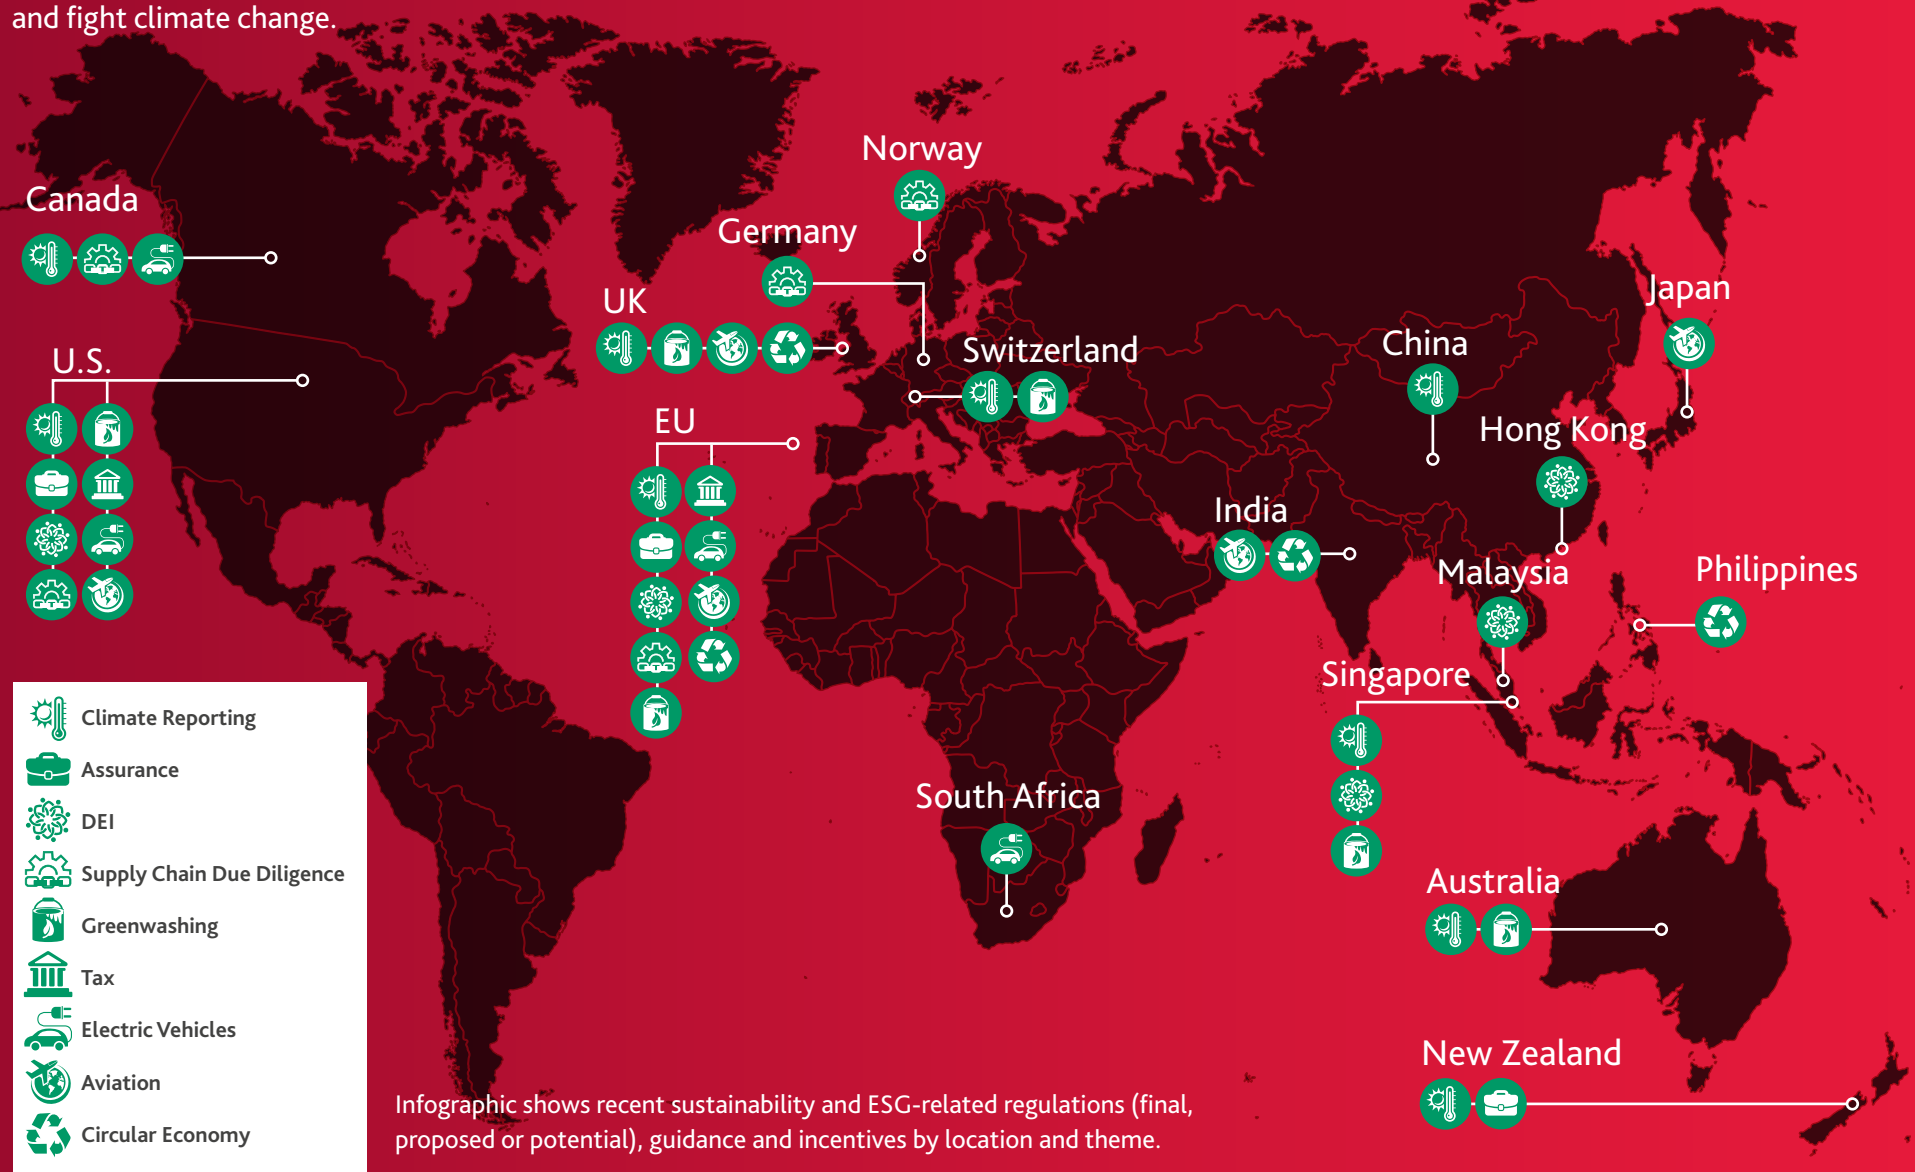 and fight climate change.
Norway
Canada
Germany
UK
Japan
U.S.
Switzerland
China
EU
Hong Kong
India
Malaysia
Philippines
Singapore
South Africa
Australia
New Zealand
Climate Reporting
Assurance
DEI
Supply Chain Due Diligence
Greenwashing
Tax
Electric Vehicles
Aviation
Circular Economy
Infographic shows recent sustainability and ESG-related regulations (final,
proposed or potential), guidance and incentives by location and theme.